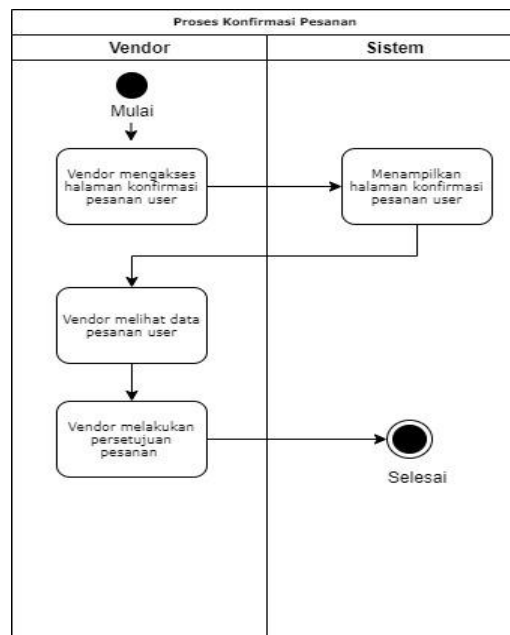 Proses Konfirmasi Pesanan
Vendor
Sistem
Mulai
Vendor mengakses
halaman konfirmasi
pesanan user
Menampilkan
halaman konfirmasi
pesanan user
Vendor melihat data
pesanan user
Vendor melakukan
persetujuan
pesanan
Selesai